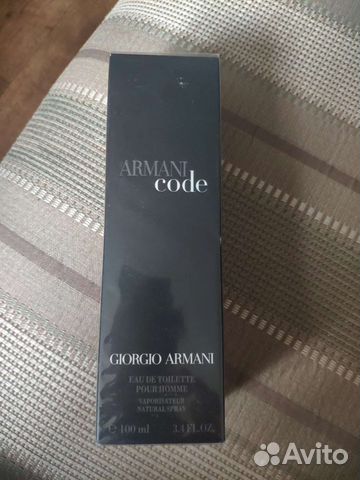 ARMANI
code
GIORGIO ARMANI
EAU DE TOILETTE
POUR HOMME
VAPORISATEUR
NATURAL SPRAY
℮ 100 ml 3.4 FL.OZ.
Avito